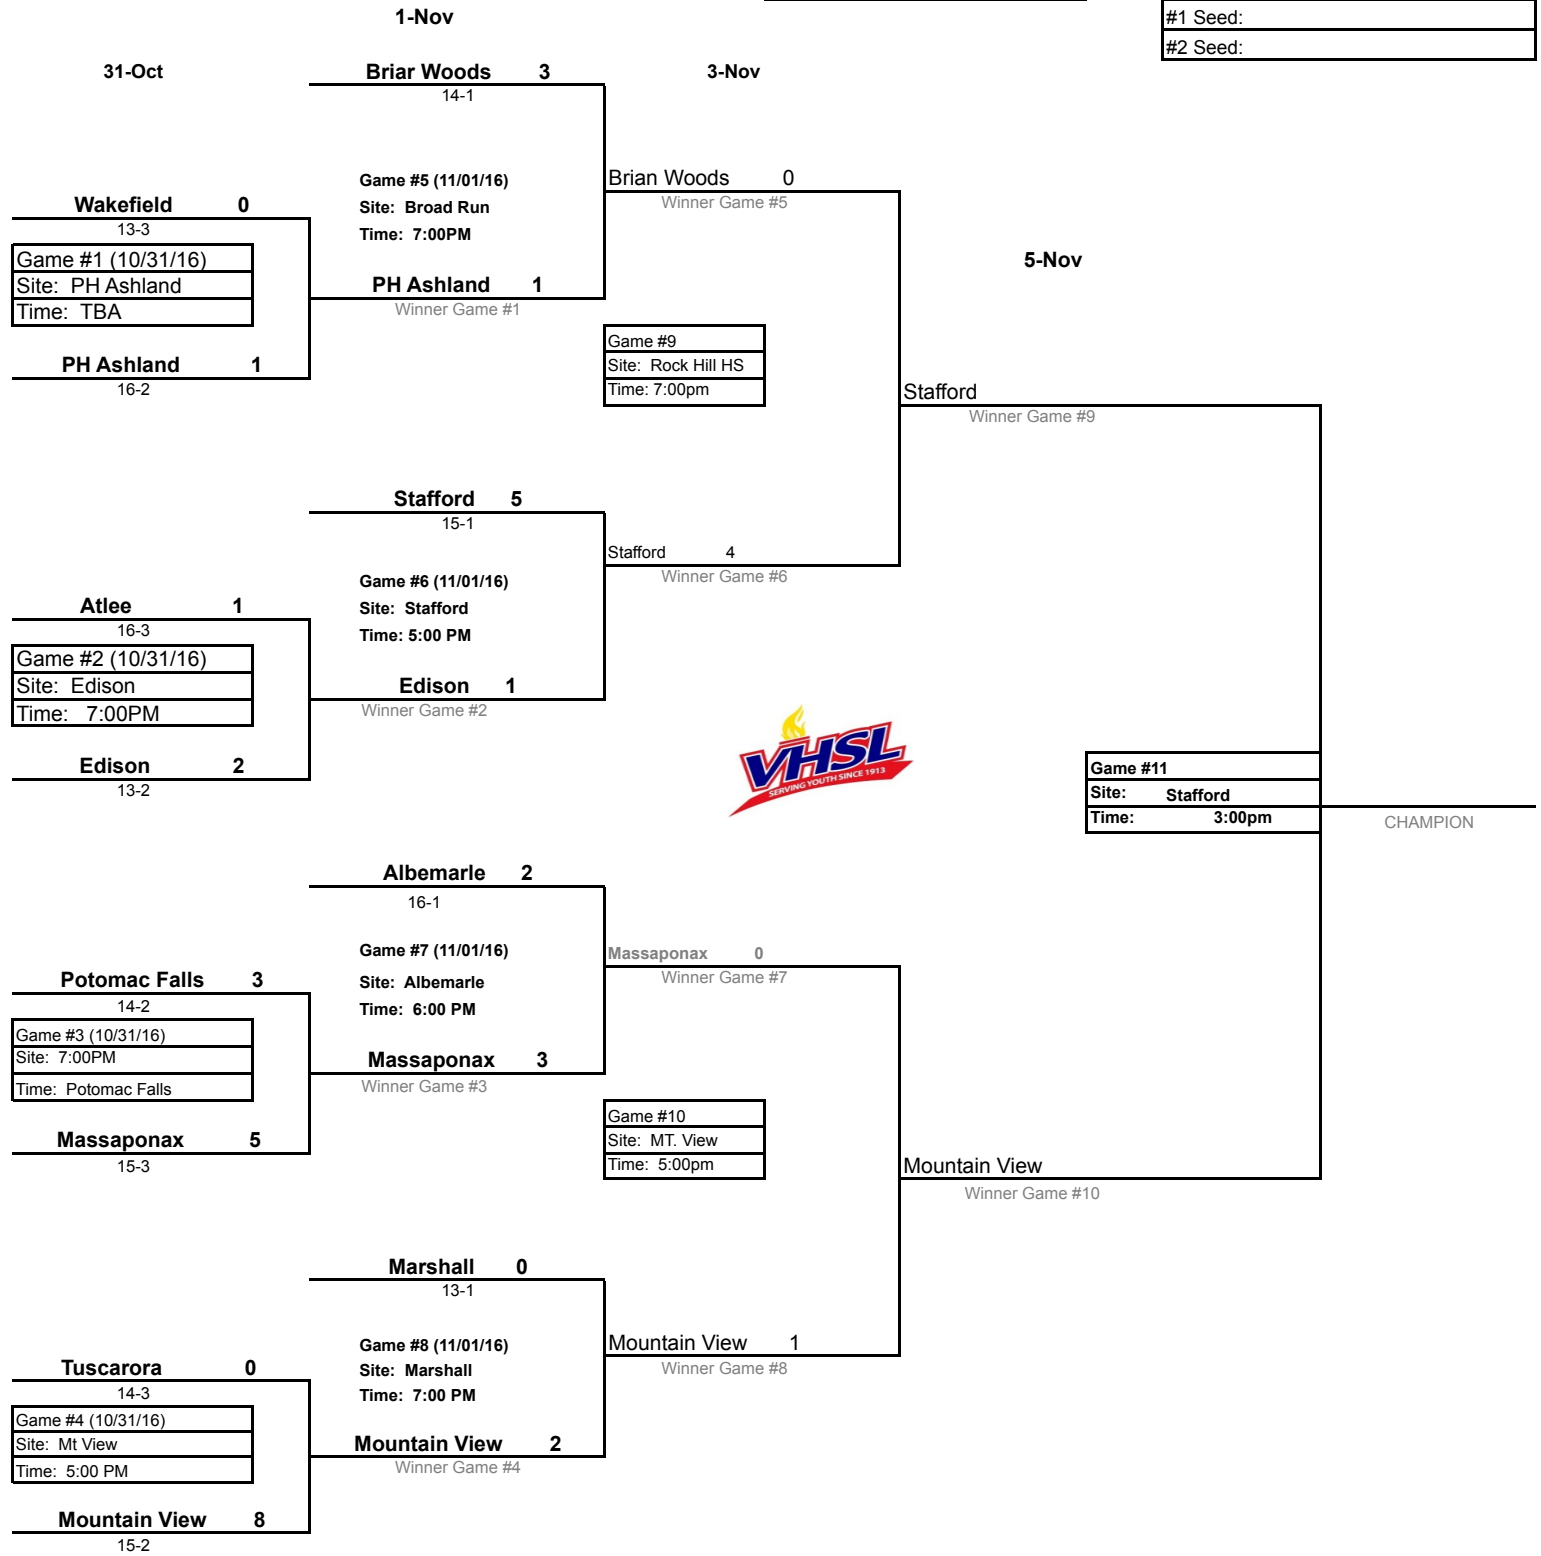 1-Nov
#1 Seed:
#2 Seed:
31-Oct
Briar Woods 3
3-Nov
14-1
Game #5 (11/01/16)
Site: Broad Run
Time: 7:00PM
Brian Woods 0
Winner Game #5
Wakefield 0
13-3
Game #1 (10/31/16)
Site: PH Ashland
Time: TBA
5-Nov
PH Ashland 1
Winner Game #1
PH Ashland 1
16-2
Game #9
Site: Rock Hill HS
Time: 7:00pm
Stafford
Winner Game #9
Stafford 5
15-1
Stafford 4
Winner Game #6
Game #6 (11/01/16)
Site: Stafford
Time: 5:00 PM
Atlee 1
16-3
Game #2 (10/31/16)
Site: Edison
Time: 7:00PM
Edison 1
Winner Game #2
Edison 2
13-2
VHSL
SERVING YOUTH SINCE 1913
Game #11
Site: Stafford
Time: 3:00pm
CHAMPION
Albemarle 2
16-1
Game #7 (11/01/16)
Site: Albemarle
Time: 6:00 PM
Massaponax 0
Winner Game #7
Potomac Falls 3
14-2
Game #3 (10/31/16)
Site: 7:00PM
Time: Potomac Falls
Massaponax 3
Winner Game #3
Massaponax 5
15-3
Game #10
Site: MT. View
Time: 5:00pm
Mountain View
Winner Game #10
Marshall 0
13-1
Game #8 (11/01/16)
Site: Marshall
Time: 7:00 PM
Mountain View 1
Winner Game #8
Tuscarora 0
14-3
Game #4 (10/31/16)
Site: Mt View
Time: 5:00 PM
Mountain View 2
Winner Game #4
Mountain View 8
15-2